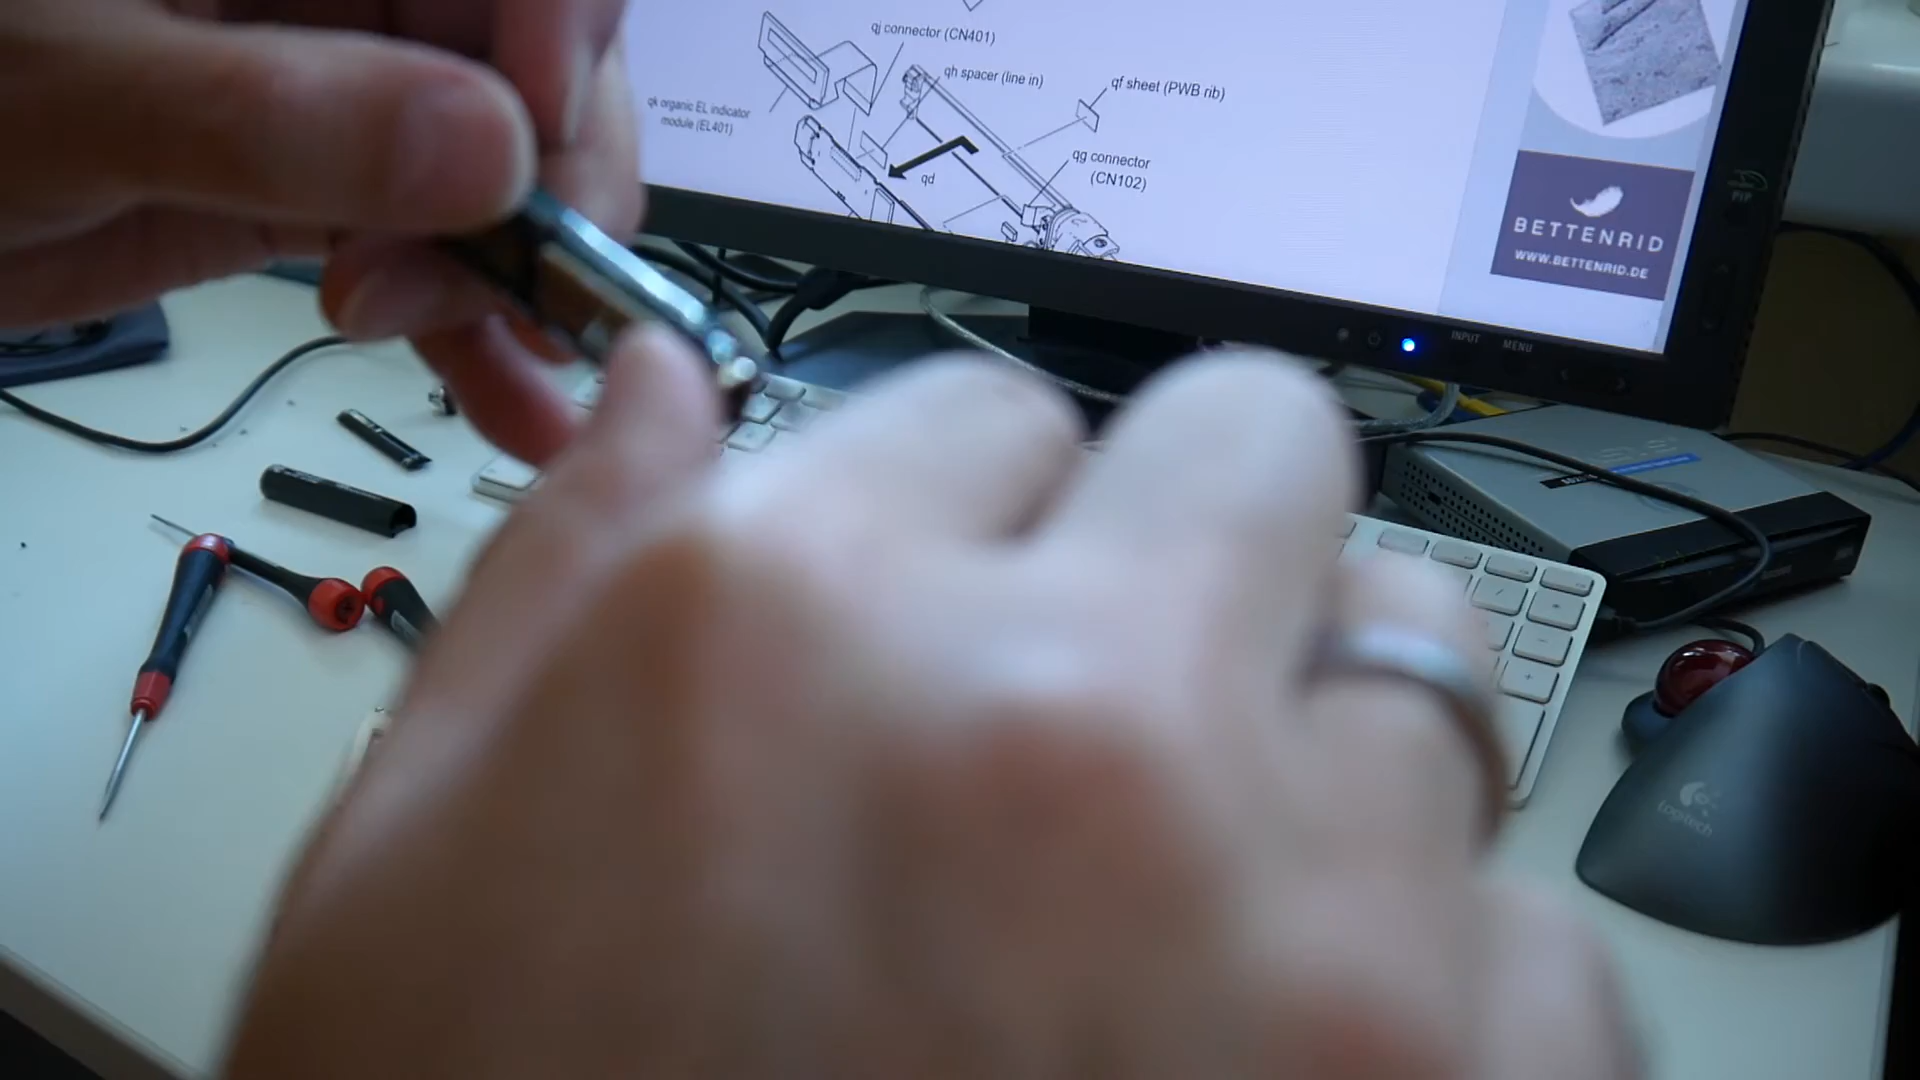 qj connector (CN401)
qh spacer (line in)
qf sheet (PWB rib)
qk organic EL indicator
module (EL401)
qg connector
(CN102)
qd
BETTENRID
WWW.BETTENRID.DE
PIP
INPUT
MENU
Logitech